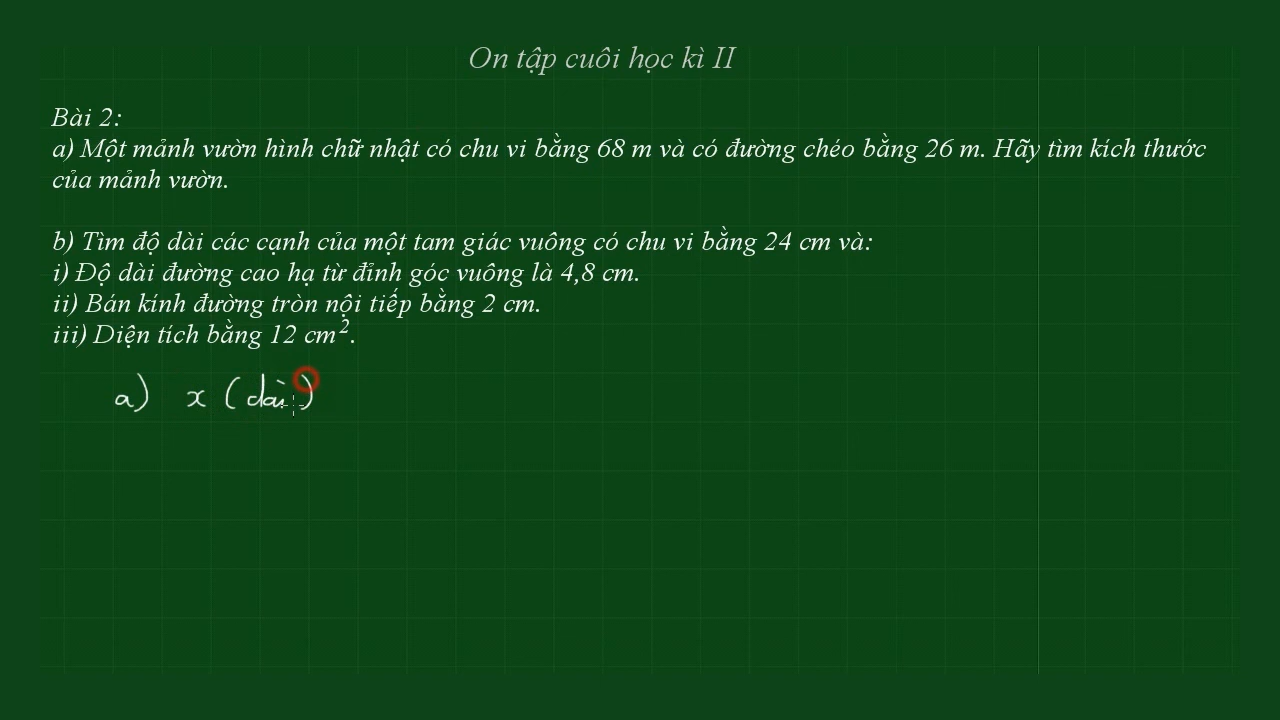 On tập cuôi học kì II
Bài 2:
a) Một mảnh vườn hình chữ nhật có chu vi bằng 68 m và có đường chéo bằng 26 m. Hãy tìm kích thước
của mảnh vườn.
b) Tìm độ dài các cạnh của một tam giác vuông có chu vi bằng 24 cm và:
i) Độ dài đường cao hạ từ đỉnh góc vuông là 4,8 cm.
ii) Bán kính đường tròn nội tiếp bằng 2 cm.
iii) Diện tích bằng 12 cm².
a) x (dài)